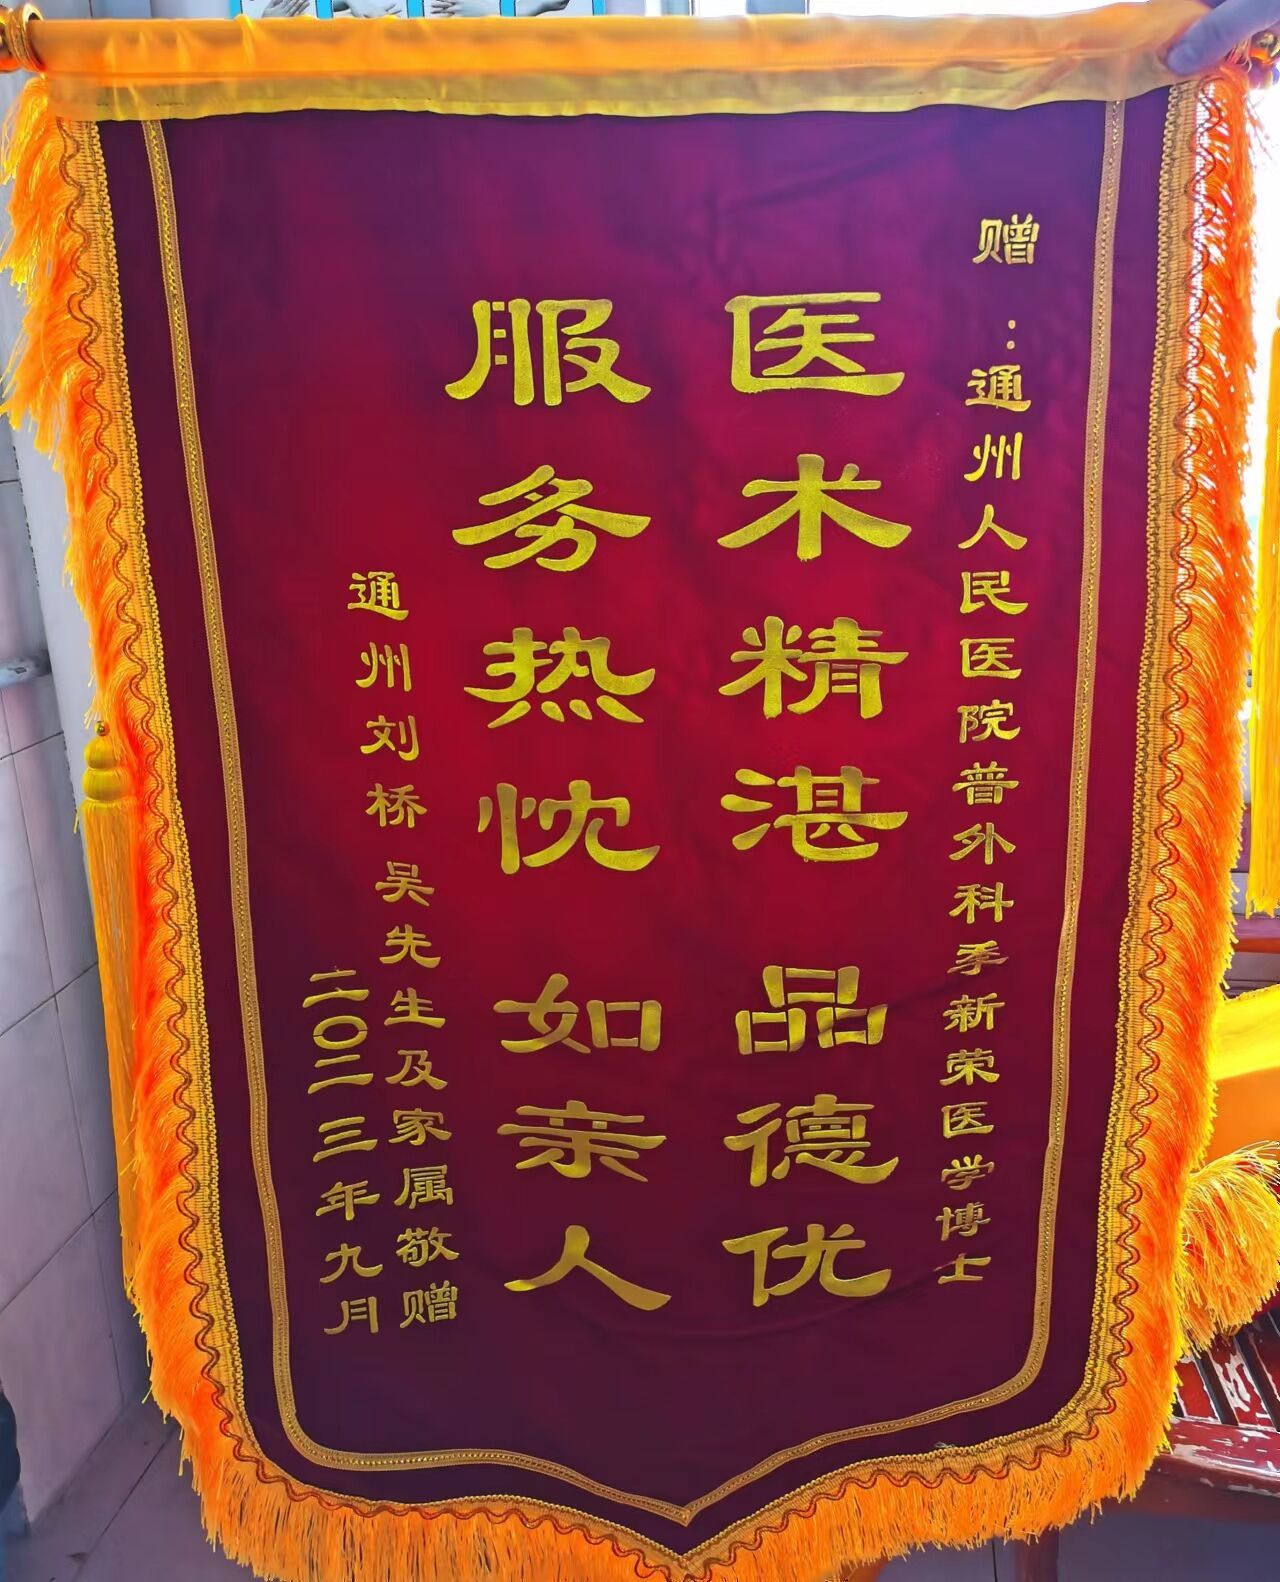 赠：通州人民医院普外科季新荣医学博士
医术精湛 品德优
服务热忱 如亲人
通州刘桥 吴先生及家属敬赠
二〇二三年九月